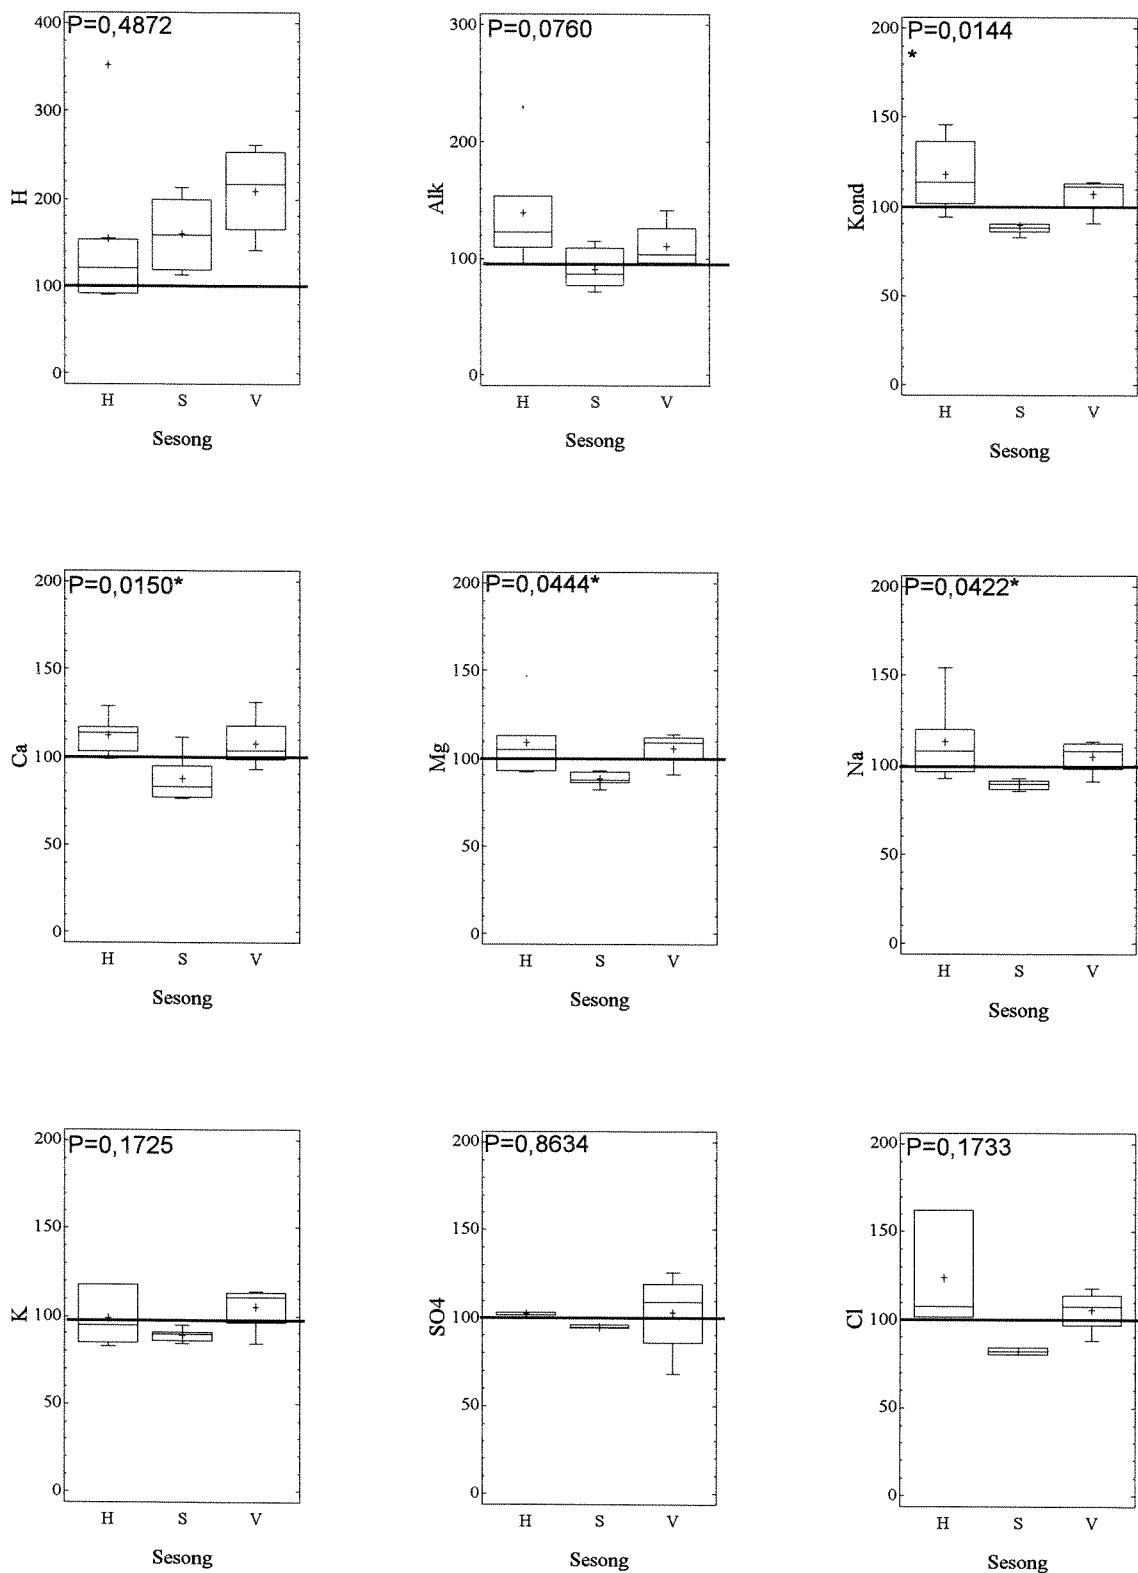 P=0,4872
400
300
200
100
0
H
H S V
Sesong
P=0,0760
300
200
100
0
Alk
H S V
Sesong
P=0,0144
*
200
150
100
50
0
Kond
H S V
Sesong
P=0,0150*
200
150
100
50
0
Ca
H S V
Sesong
P=0,0444*
200
150
100
50
0
Mg
H S V
Sesong
P=0,0422*
200
150
100
50
0
Na
H S V
Sesong
P=0,1725
200
150
100
50
0
K
H S V
Sesong
P=0,8634
200
150
100
50
0
SO4
H S V
Sesong
P=0,1733
200
150
100
50
0
Cl
H S V
Sesong